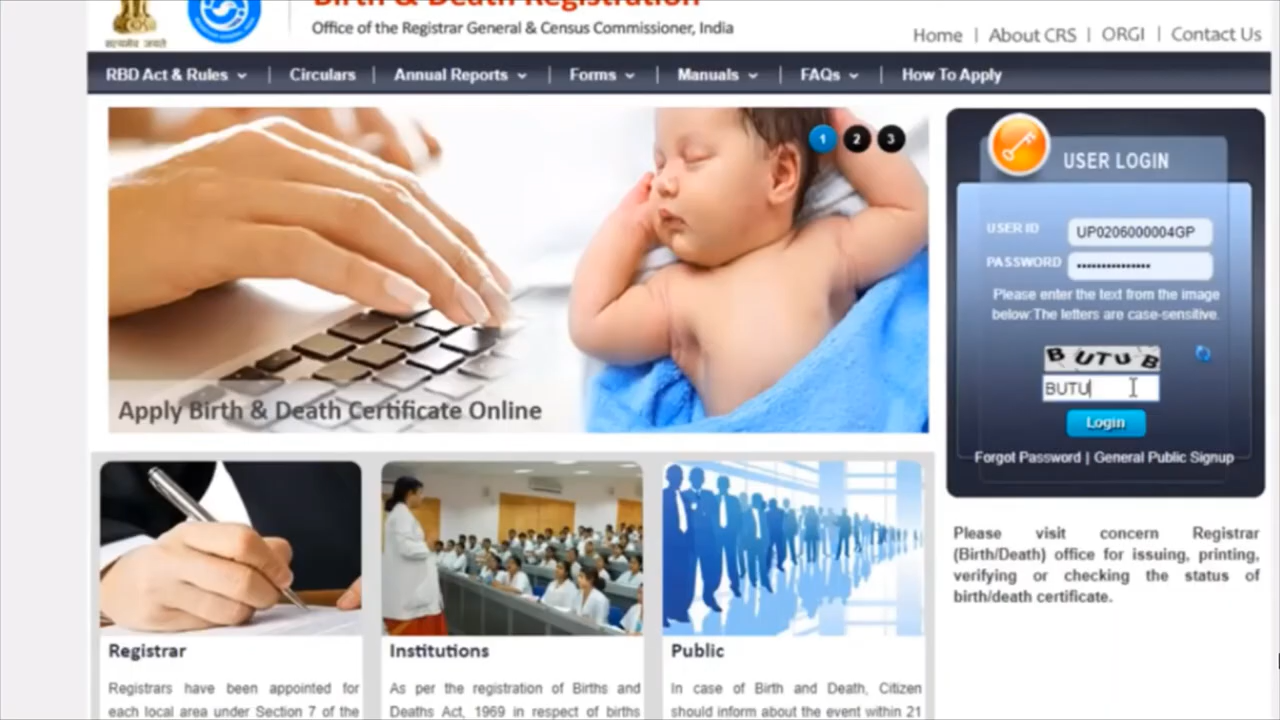 Birth & Death Registration
Office of the Registrar General & Census Commissioner, India
सत्यमेव जयते
Home | About CRS | ORGI | Contact Us
RBD Act & Rules | Circulars | Annual Reports | Forms | Manuals | FAQs | How To Apply
1 2 3
Apply Birth & Death Certificate Online
USER LOGIN
USER ID UP0206000004GP
PASSWORD •••••••••••••••
Please enter the text from the image
below:The letters are case-sensitive.
B UTU B
BUTU
Login
Forgot Password | General Public Signup
Please visit concern Registrar
(Birth/Death) office for issuing, printing,
verifying or checking the status of
birth/death certificate.
Registrar
Registrars have been appointed for
each local area under Section 7 of the
Institutions
As per the registration of Births and
Deaths Act, 1969 in respect of births
Public
In case of Birth and Death, Citizen
should inform about the event within 21